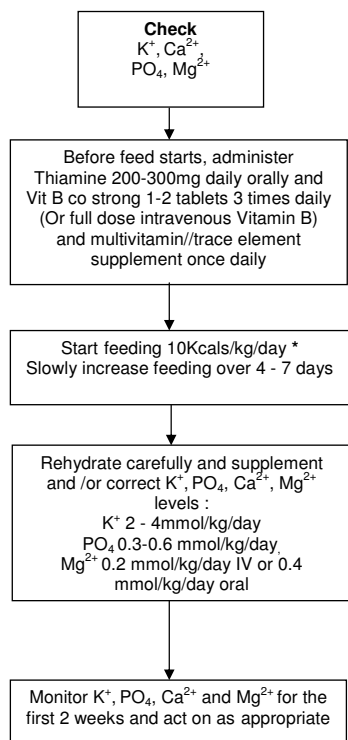 Check
K⁺, Ca²⁺,
PO₄, Mg²⁺
Before feed starts, administer
Thiamine 200-300mg daily orally and
Vit B co strong 1-2 tablets 3 times daily
(Or full dose intravenous Vitamin B)
and multivitamin//trace element
supplement once daily
Start feeding 10Kcals/kg/day *
Slowly increase feeding over 4 - 7 days
Rehydrate carefully and supplement
and /or correct K⁺, PO₄, Ca²⁺, Mg²⁺
levels :
K⁺ 2 - 4mmol/kg/day
PO₄ 0.3-0.6 mmol/kg/day,
Mg²⁺ 0.2 mmol/kg/day IV or 0.4
mmol/kg/day oral
Monitor K⁺, PO₄, Ca²⁺ and Mg²⁺ for the
first 2 weeks and act on as appropriate